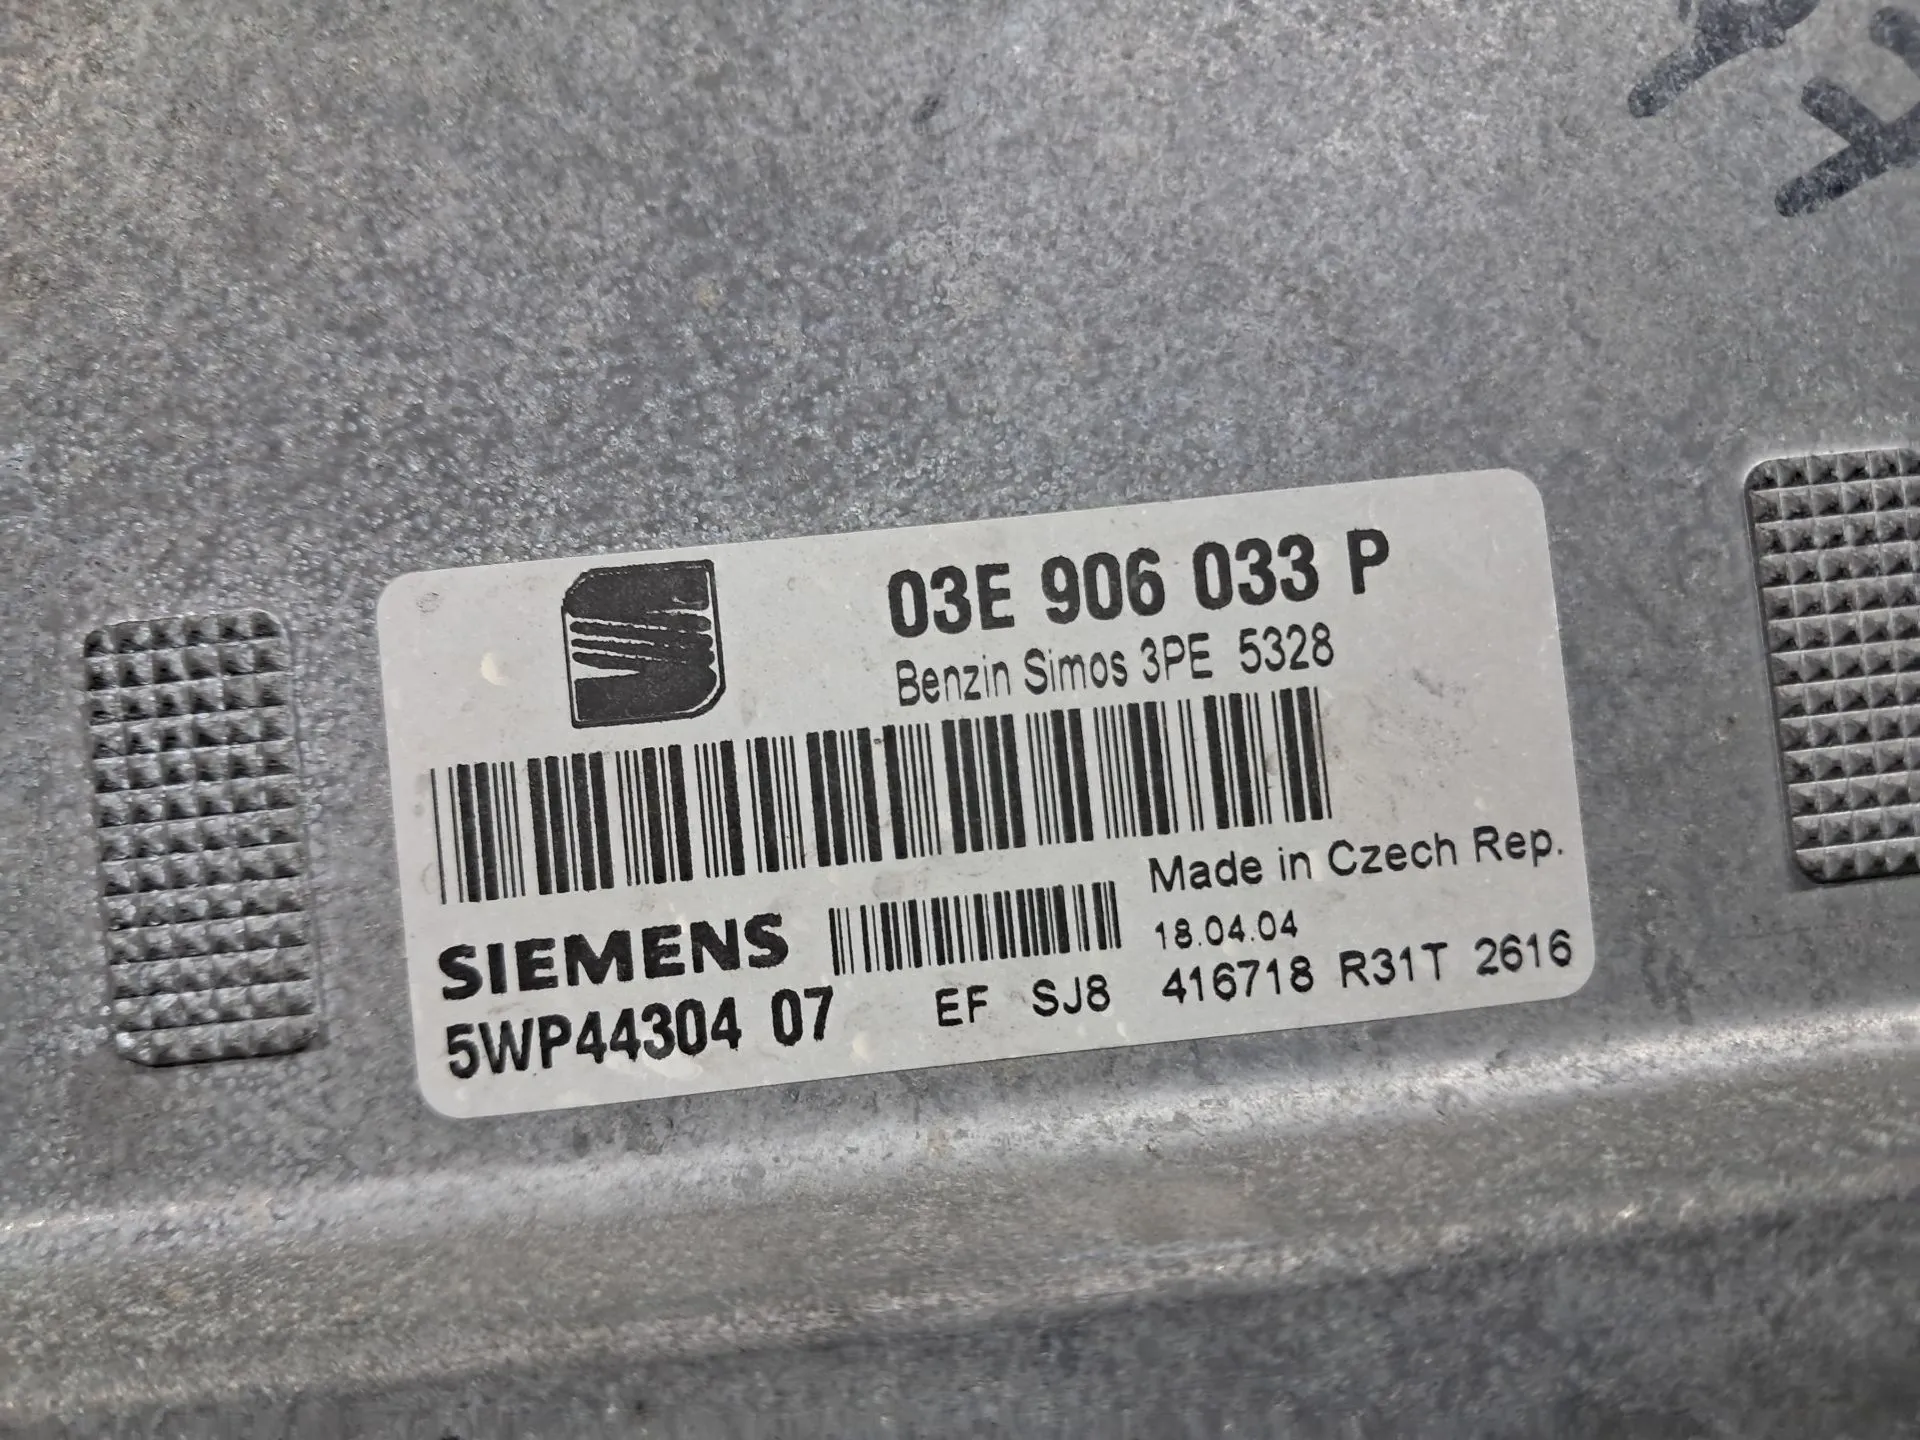 03E 906 033 P
Benzin Simos 3PE 5328
Made in Czech Rep.
SIEMENS 18.04.04
5WP44304 07 EF SJ8 416718 R31T 2616